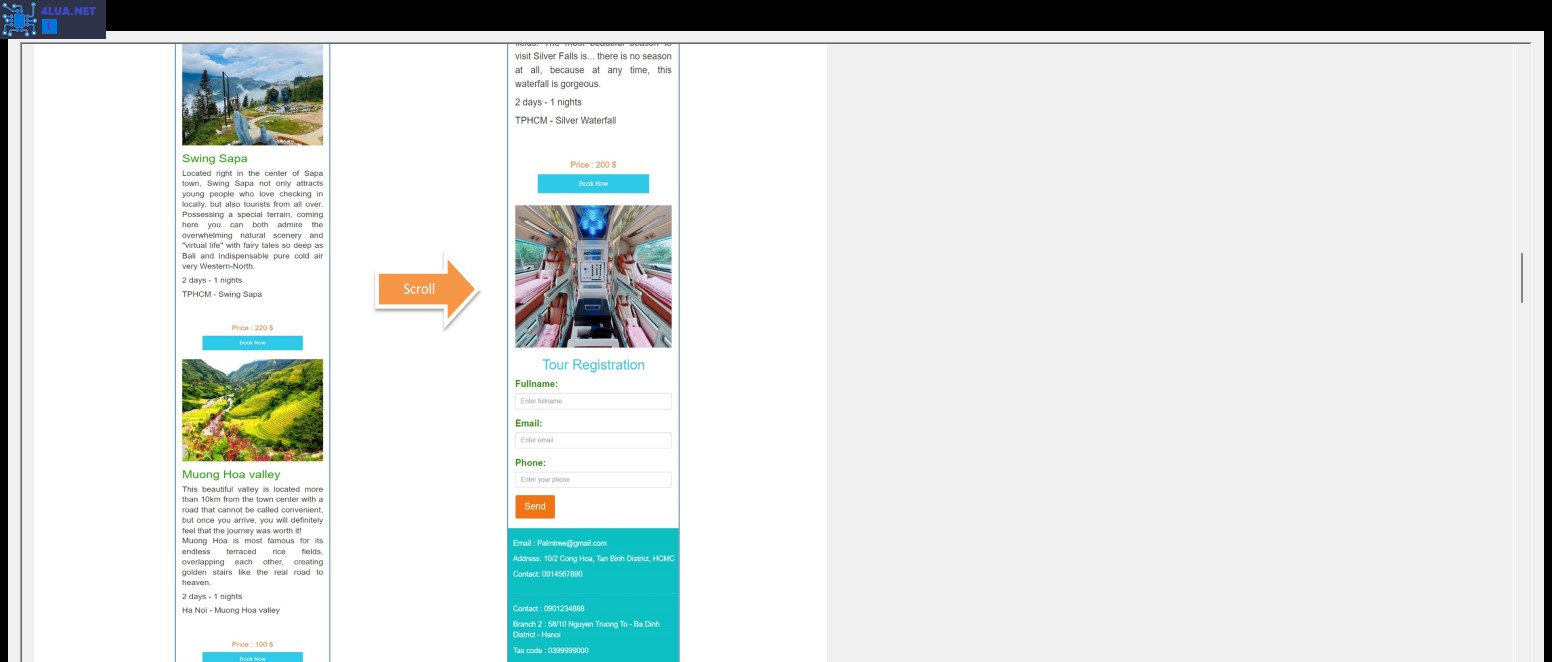 4LUA.NET
1
Swing Sapa
Located right in the center of Sapa
town, Swing Sapa not only attracts
young people who love checking in
locally, but also tourists from all over.
Possessing a special terrain, coming
here you can both admire the
overwhelming natural scenery and
"virtual life" with fairy tales so deep as
Bali and indispensable pure cold air
very Western-North.
2 days - 1 nights
TPHCM - Swing Sapa
Price : 220 $
Book Now
Muong Hoa valley
This beautiful valley is located more
than 10km from the town center with a
road that cannot be called convenient,
but once you arrive, you will definitely
feel that the journey was worth it!
Muong Hoa is most famous for its
endless terraced rice fields,
overlapping each other, creating
golden stairs like the real road to
heaven.
2 days - 1 nights
Ha Noi - Muong Hoa valley
Price : 100 $
Book Now
Scroll
fields. The most beautiful season to
visit Silver Falls is... there is no season
at all, because at any time, this
waterfall is gorgeous.
2 days - 1 nights
TPHCM - Silver Waterfall
Price : 200 $
Book Now
Tour Registration
Fullname:
Enter fullname
Email:
Enter email
Phone:
Enter your phone
Send
Email : Palmtree@gmail.com
Address: 10/2 Cong Hoa, Tan Binh District, HCMC
Contact: 0914567890
Contact : 0901234888
Branch 2 : 58/10 Nguyen Truong To - Ba Dinh
District - Hanoi
Tax code : 0399999000